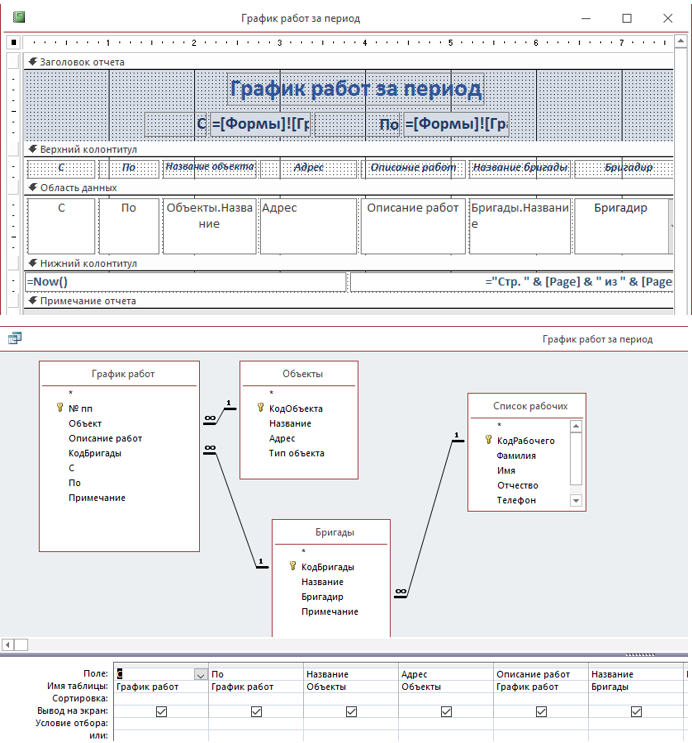 График работ за период
1 2 3 4 5 6 7
Заголовок отчета
График работ за период
С =[Формы]![Гр По =[Формы]![Гра
Верхний колонтитул
С По Название объекта Адрес Описание работ Название бригады Бригадир
Область данных
С По Объекты.Назва Адрес Описание работ Бригады.Названи Бригадир
ние е
Нижний колонтитул
=Now() ="Стр. " & [Page] & " из " & [Page
Примечание отчета
График работ за период
График работ
*
№ пп
Объект
Описание работ
КодБригады
С
По
Примечание
Объекты
*
КодОбъекта
Название
Адрес
Тип объекта
Список рабочих
*
КодРабочего
Фамилия
Имя
Отчество
Телефон
Бригады
*
КодБригады
Название
Бригадир
Примечание
∞ 1
∞ 1
1 ∞
Поле: С По Название Адрес Описание работ Название
Имя таблицы: График работ График работ Объекты Объекты График работ Бригады
Сортировка:
Вывод на экран:
Условие отбора:
или: